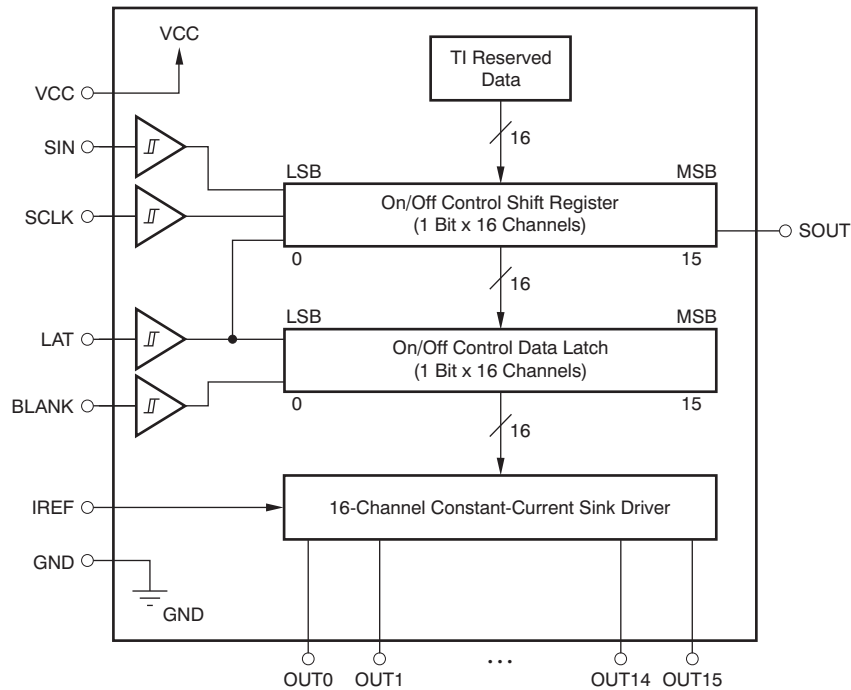 VCC
TI Reserved
Data
VCC
16
SIN
LSB
MSB
On/Off Control Shift Register
(1 Bit x 16 Channels)
SCLK
SOUT
0
15
16
LSB
MSB
LAT
On/Off Control Data Latch
(1 Bit x 16 Channels)
BLANK
0
15
16
IREF
16-Channel Constant-Current Sink Driver
GND
GND
OUT0
OUT1
...
OUT14
OUT15